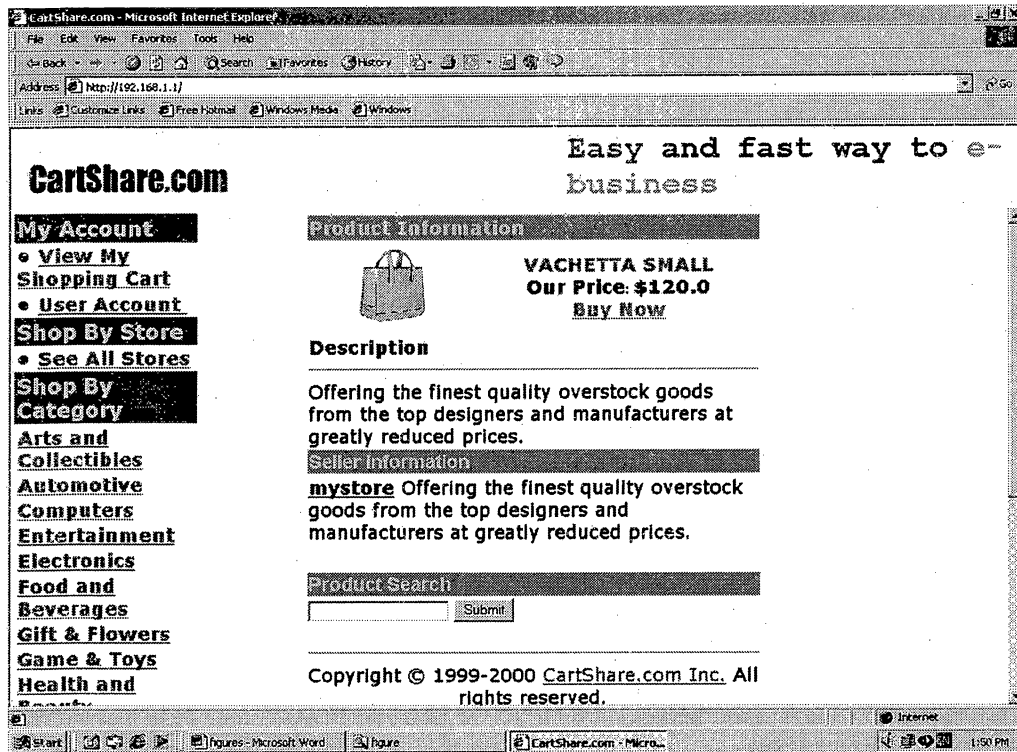 CartShare.com - Microsoft Internet Explorer
File Edit View Favorites Tools Help
Back Search Favorites History
Address http://192.168.1.1/ Go
Links Customize Links Free Hotmail Windows Media Windows
CartShare.com
Easy and fast way to e-
business
My Account
• View My
Shopping Cart
• User Account
Shop By Store
• See All Stores
Shop By
Category
Arts and
Collectibles
Automotive
Computers
Entertainment
Electronics
Food and
Beverages
Gift & Flowers
Game & Toys
Health and
Product Information
VACHETTA SMALL
Our Price: $120.0
Buy Now
Description
Offering the finest quality overstock goods
from the top designers and manufacturers at
greatly reduced prices.
Seller Information
mystore Offering the finest quality overstock
goods from the top designers and
manufacturers at greatly reduced prices.
Product Search
Submit
Copyright © 1999-2000 CartShare.com Inc. All
rights reserved.
Internet
Start figures - Microsoft Word figure CartShare.com - Micro... 1:50 PM